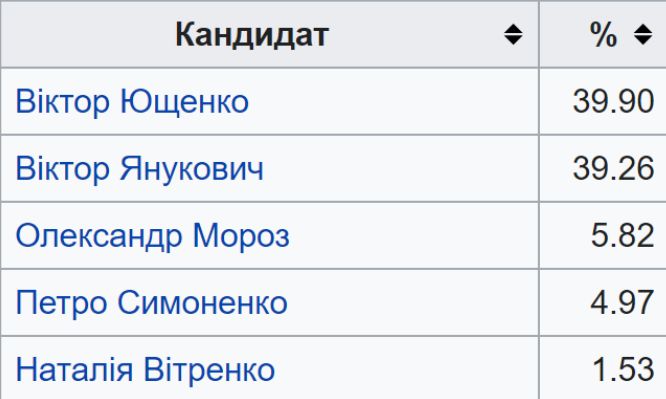 Кандидат %
Віктор Ющенко 39.90
Віктор Янукович 39.26
Олександр Мороз 5.82
Петро Симоненко 4.97
Наталія Вітренко 1.53